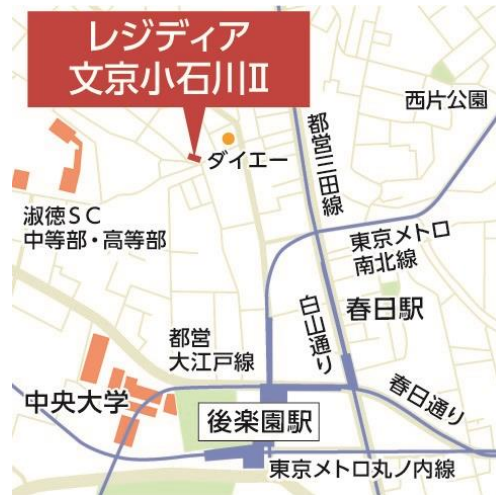 レジディア
文京小石川Ⅱ
西片公園
ダイエー
都営三田線
淑徳SC
中等部・高等部
東京メトロ
南北線
白山通り
春日駅
都営
大江戸線
中央大学
春日通り
後楽園駅
東京メトロ丸ノ内線